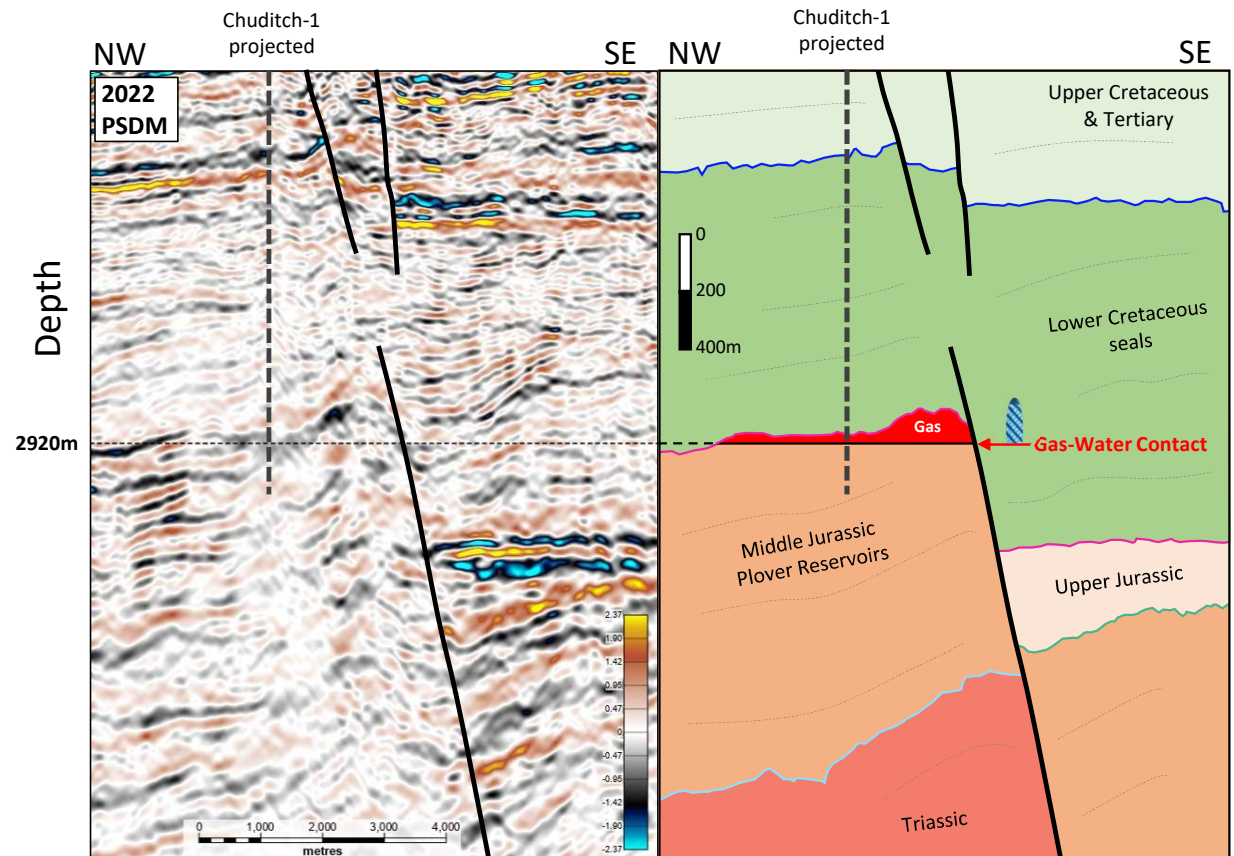 Chuditch-1
projected
NW
SE
2022
PSDM
Depth
2920m
2.37
1.90
1.42
0.95
0.47
0
-0.47
-0.95
-1.42
-1.90
-2.37
0 1,000 2,000 3,000 4,000
metres
Chuditch-1
projected
NW
SE
Upper Cretaceous
& Tertiary
0
200
400m
Lower Cretaceous
seals
Gas
Gas-Water Contact
Middle Jurassic
Plover Reservoirs
Upper Jurassic
Triassic